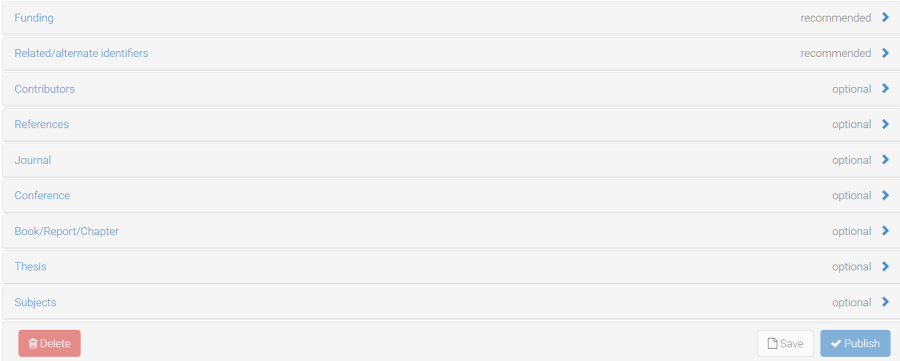 Funding recommended
Related/alternate identifiers recommended
Contributors optional
References optional
Journal optional
Conference optional
Book/Report/Chapter optional
Thesis optional
Subjects optional
Delete Save Publish